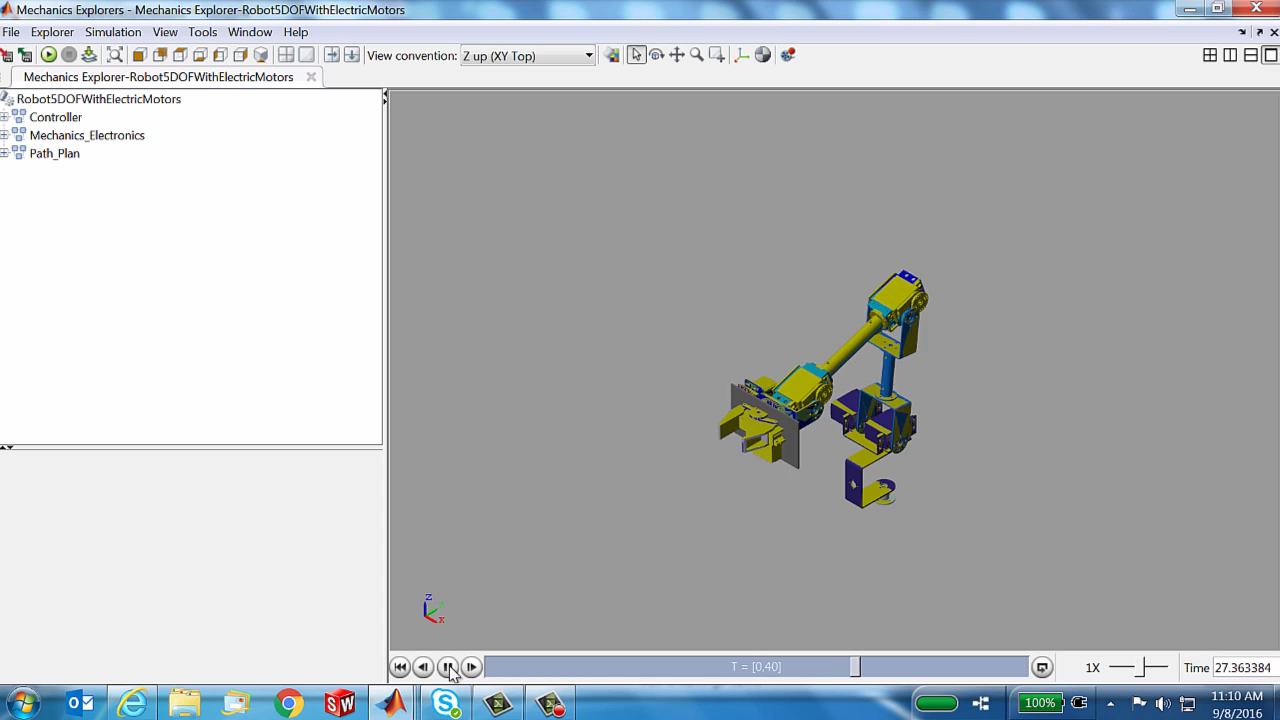 Mechanics Explorers - Mechanics Explorer-Robot5DOFWithElectricMotors
File Explorer Simulation View Tools Window Help
View convention: Z up (XY Top)
Mechanics Explorer-Robot5DOFWithElectricMotors
Robot5DOFWithElectricMotors
Controller
Mechanics_Electronics
Path_Plan
Z
Y
X
T = [0,40]
1X
Time 27.363384
SW
100%
11:10 AM
9/8/2016